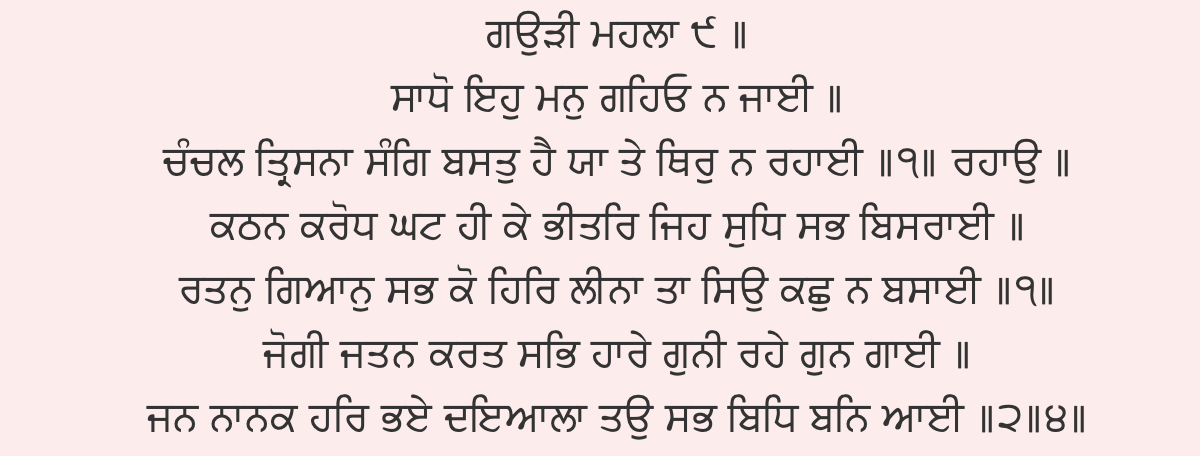 ਗਉੜੀ ਮਹਲਾ ੯ ॥
ਸਾਧੋ ਇਹੁ ਮਨੁ ਗਹਿਓ ਨ ਜਾਈ ॥
ਚੰਚਲ ਤ੍ਰਿਸਨਾ ਸੰਗਿ ਬਸਤੁ ਹੈ ਯਾ ਤੇ ਥਿਰੁ ਨ ਰਹਾਈ ॥੧॥ ਰਹਾਉ ॥
ਕਠਨ ਕਰੋਧ ਘਟ ਹੀ ਕੇ ਭੀਤਰਿ ਜਿਹ ਸੁਧਿ ਸਭ ਬਿਸਰਾਈ ॥
ਰਤਨੁ ਗਿਆਨੁ ਸਭ ਕੋ ਹਿਰਿ ਲੀਨਾ ਤਾ ਸਿਉ ਕਛੁ ਨ ਬਸਾਈ ॥੧॥
ਜੋਗੀ ਜਤਨ ਕਰਤ ਸਭਿ ਹਾਰੇ ਗੁਨੀ ਰਹੇ ਗੁਨ ਗਾਈ ॥
ਜਨ ਨਾਨਕ ਹਰਿ ਭਏ ਦਇਆਲਾ ਤਉ ਸਭ ਬਿਧਿ ਬਨਿ ਆਈ ॥੨॥੪॥